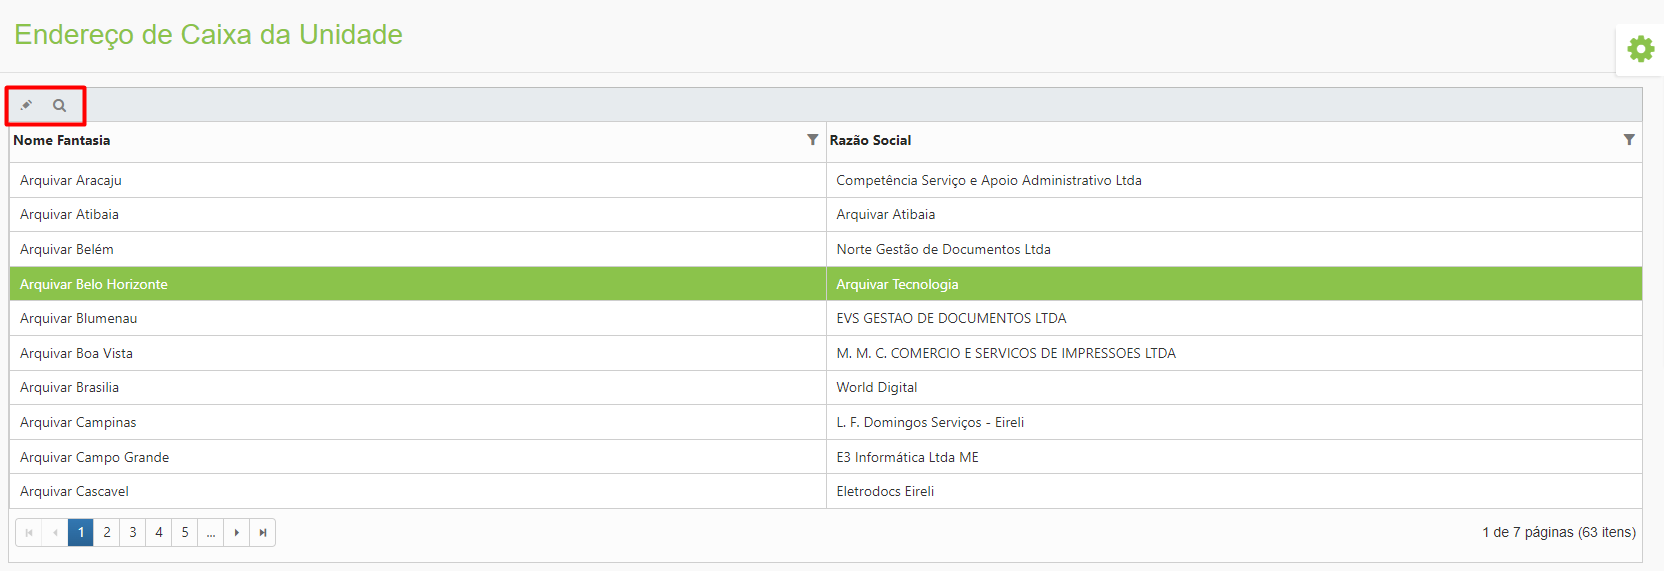 Endereço de Caixa da Unidade
Nome Fantasia Razão Social
Arquivar Aracaju Competência Serviço e Apoio Administrativo Ltda
Arquivar Atibaia Arquivar Atibaia
Arquivar Belém Norte Gestão de Documentos Ltda
Arquivar Belo Horizonte Arquivar Tecnologia
Arquivar Blumenau EVS GESTAO DE DOCUMENTOS LTDA
Arquivar Boa Vista M. M. C. COMERCIO E SERVICOS DE IMPRESSOES LTDA
Arquivar Brasilia World Digital
Arquivar Campinas L. F. Domingos Serviços - Eireli
Arquivar Campo Grande E3 Informática Ltda ME
Arquivar Cascavel Eletrodocs Eireli
1 2 3 4 5 ... 1 de 7 páginas (63 itens)